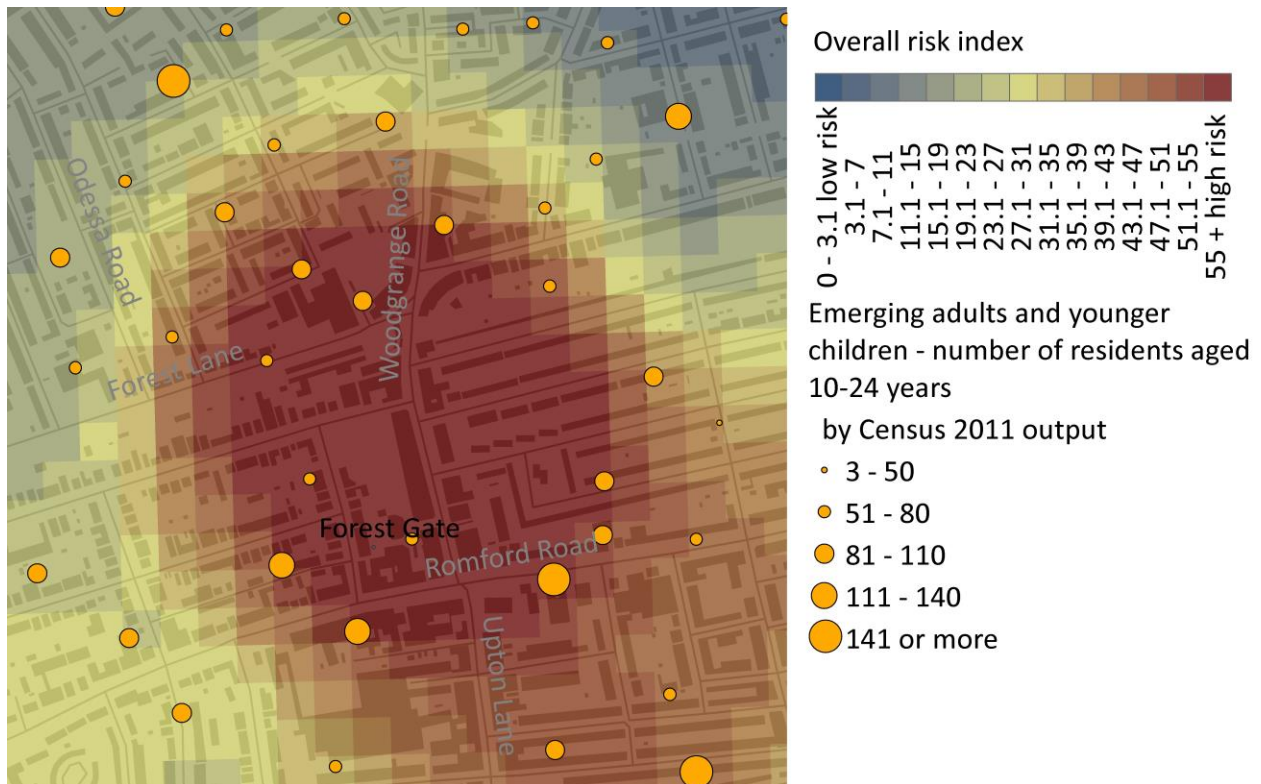 Odessa Road
Woodgrange Road
Forest Lane
Forest Gate
Romford Road
Upton Lane
Overall risk index
0 - 3.1 low risk
3.1 - 7
7.1 - 11
11.1 - 15
15.1 - 19
19.1 - 23
23.1 - 27
27.1 - 31
31.1 - 35
35.1 - 39
39.1 - 43
43.1 - 47
47.1 - 51
51.1 - 55
55 + high risk
Emerging adults and younger
children - number of residents aged
10-24 years
by Census 2011 output
3 - 50
51 - 80
81 - 110
111 - 140
141 or more